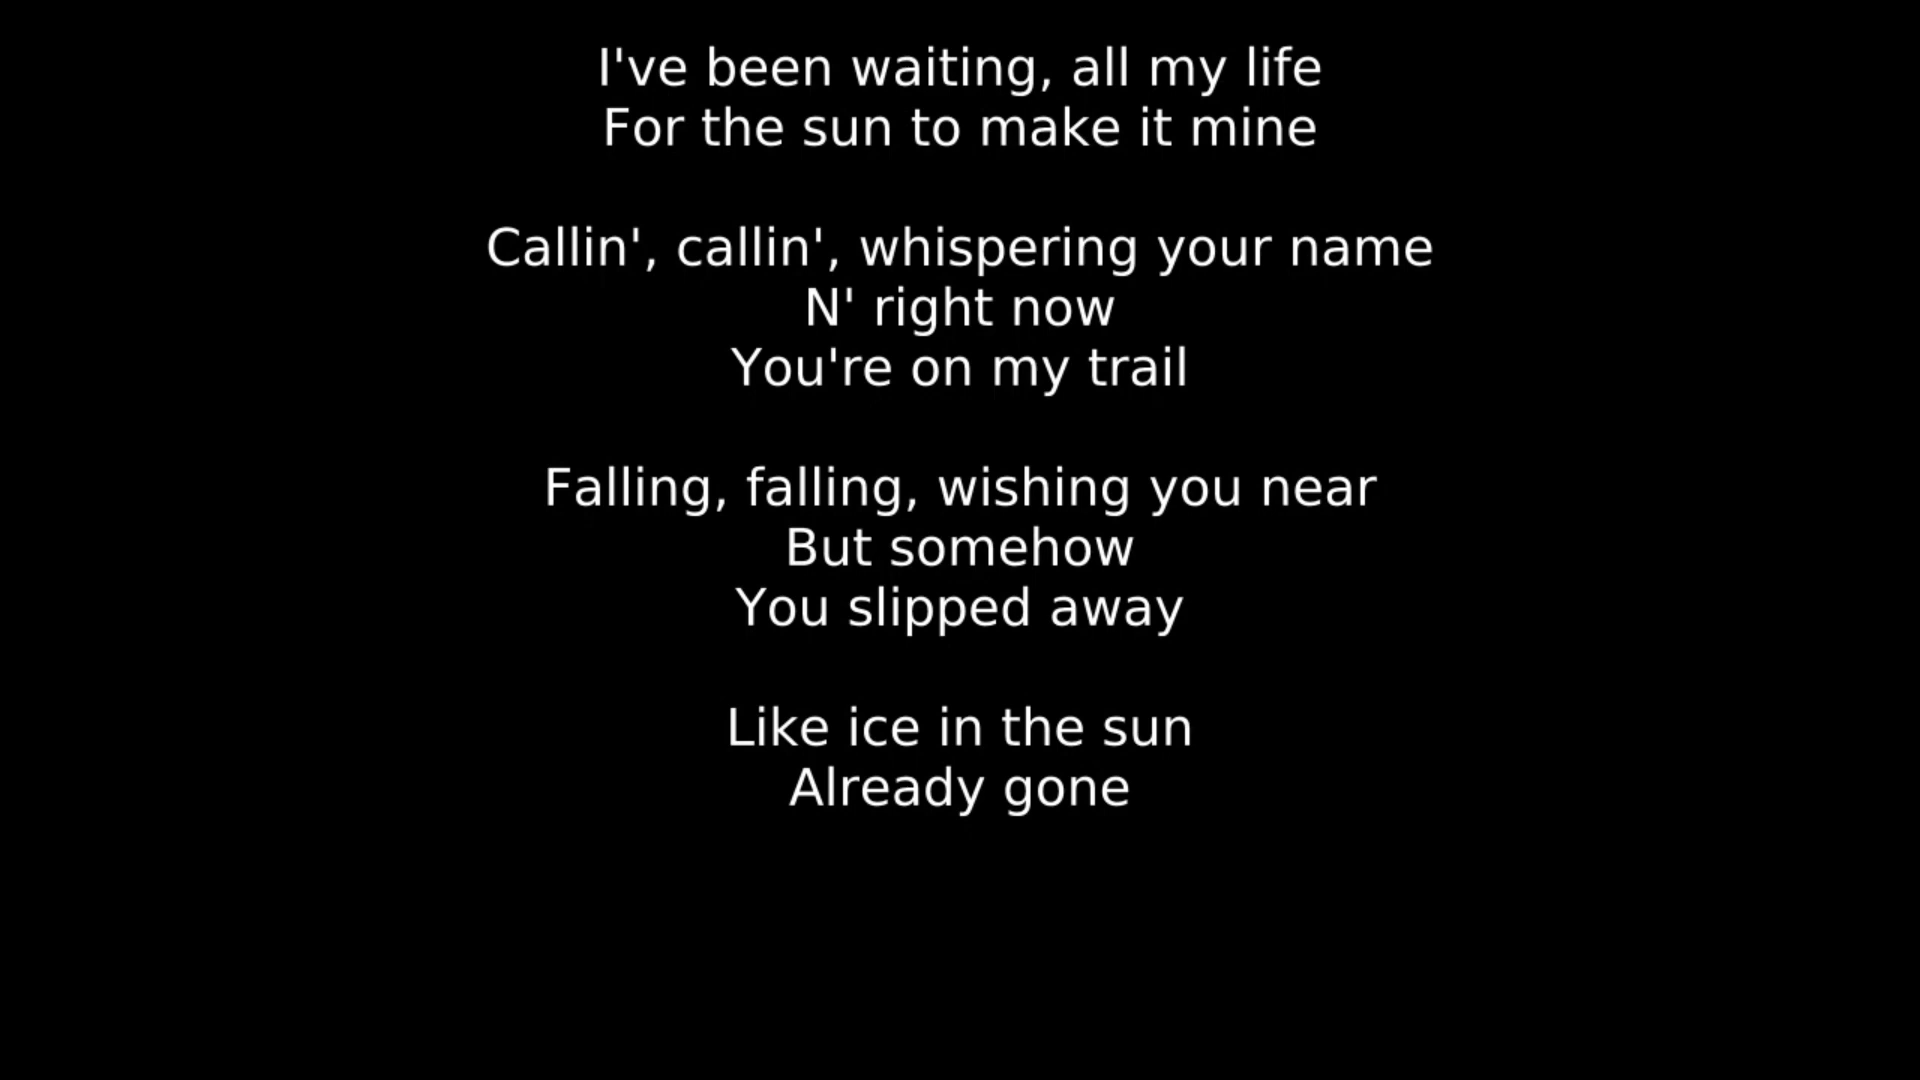 I've been waiting, all my life
For the sun to make it mine
Callin', callin', whispering your name
N' right now
You're on my trail
Falling, falling, wishing you near
But somehow
You slipped away
Like ice in the sun
Already gone